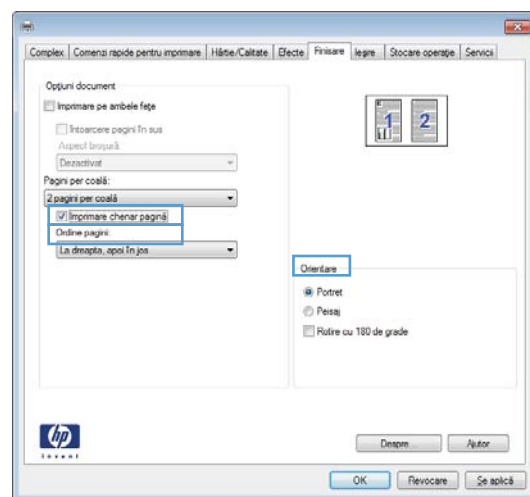 Complex Comenzi rapide pentru imprimare Hârtie/Calitate Efecte Finisare Ieşire Stocare operaţie Servicii
Opţiuni document
Imprimare pe ambele feţe
Întoarcere pagini în sus
Aspect broşură:
Dezactivat
Pagini per coală:
2 pagini per coală
Imprimare chenar pagină
Ordine pagini:
La dreapta, apoi în jos
1 2
Orientare
Portret
Peisaj
Rotire cu 180 de grade
hp
invent
Despre... Ajutor
OK Revocare Se aplică